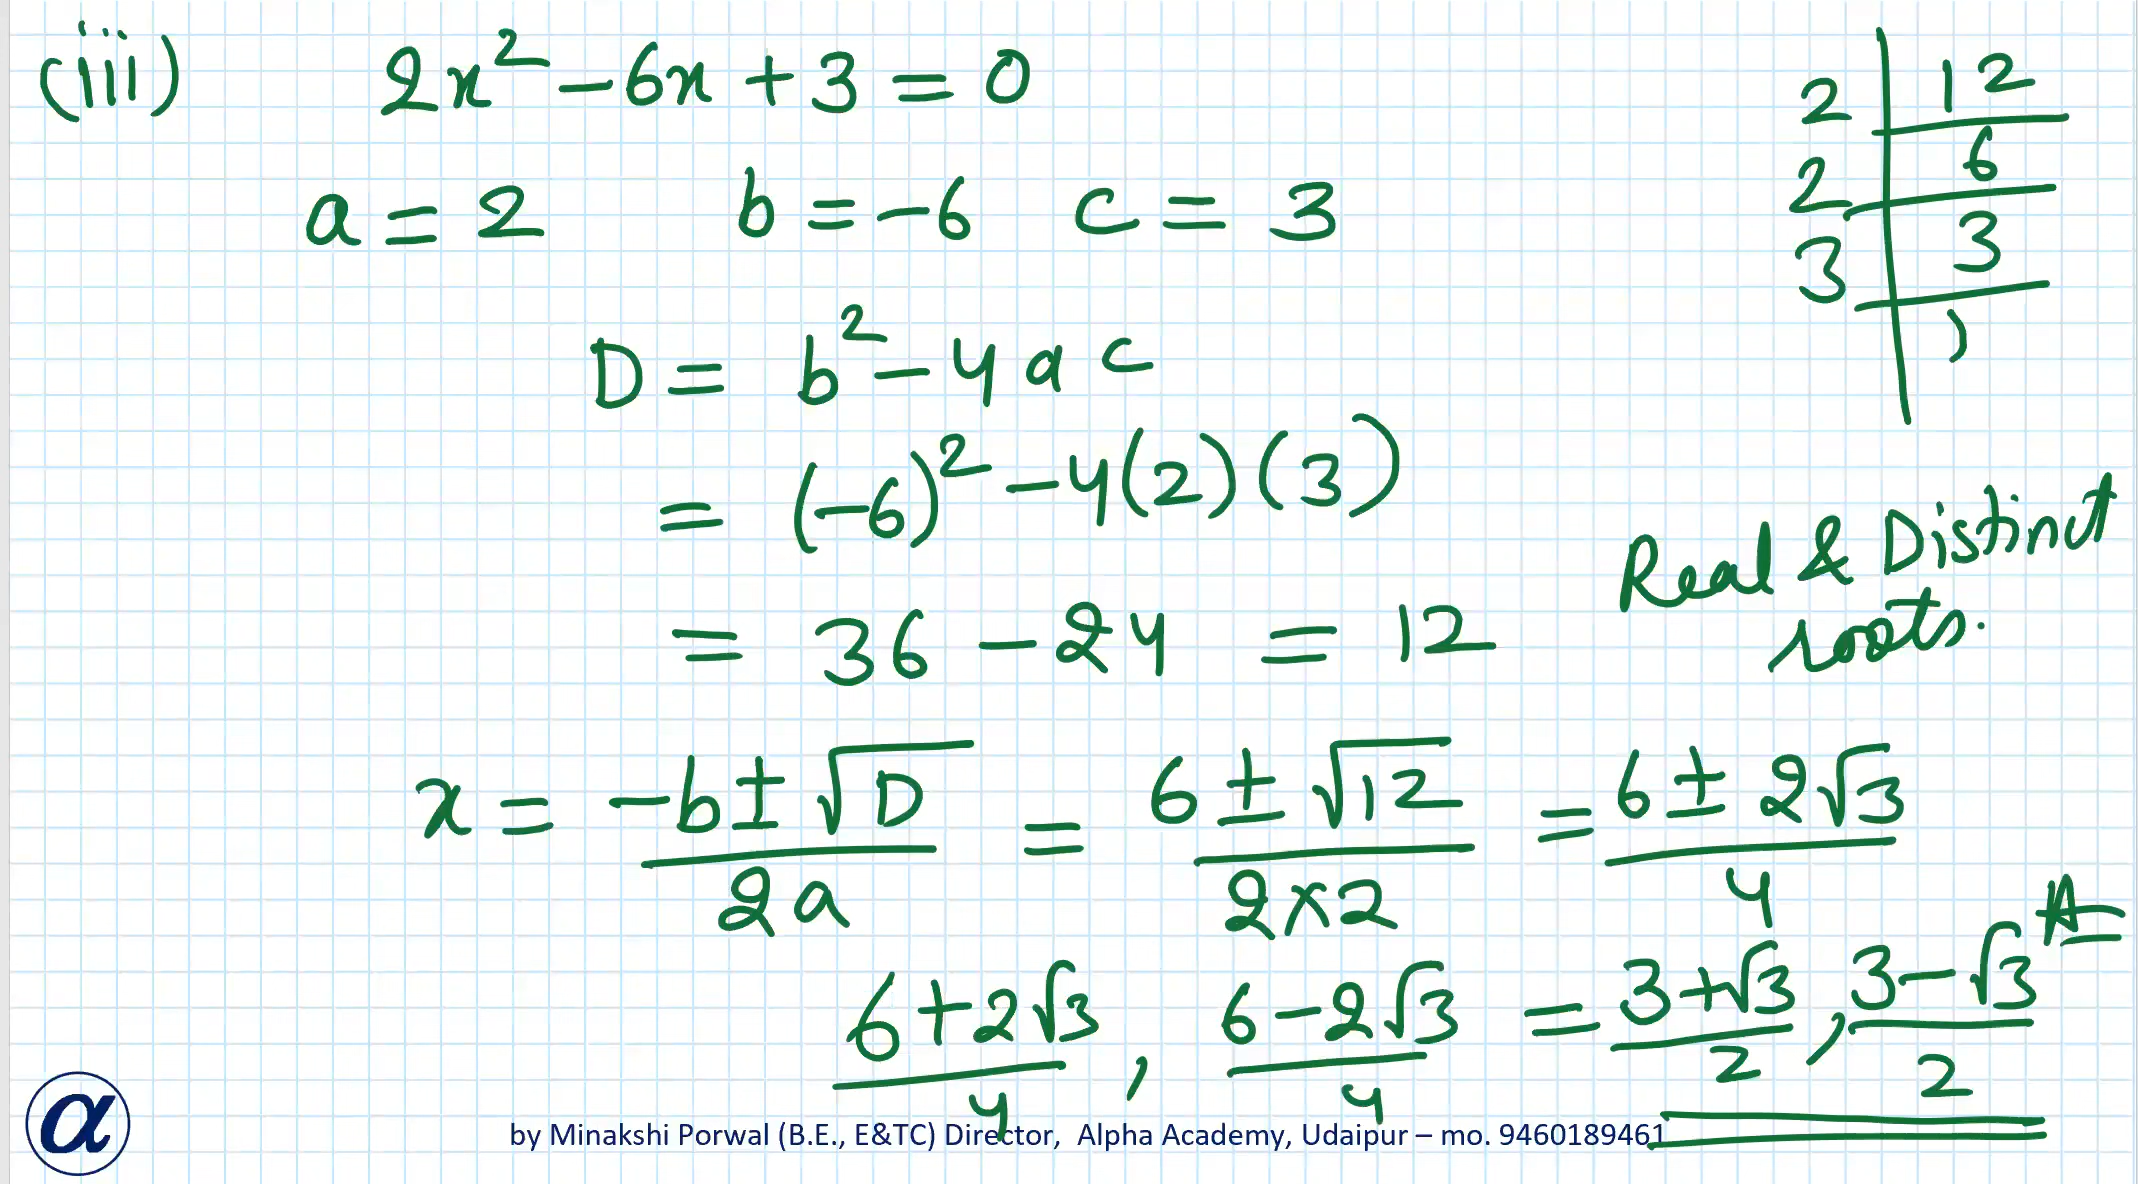 (iii) 2x² - 6x + 3 = 0
a = 2 b = -6 c = 3
D = b² - 4ac
= (-6)² - 4(2)(3)
= 36 - 24 = 12
2 | 12
2 | 6
3 | 3
1
Real & Distinct
roots.
x = (-b ± √D)/2a = (6 ± √12)/(2×2) = (6 ± 2√3)/4
(6+2√3)/4 , (6-2√3)/4 = (3+√3)/2 , (3-√3)/2
α
by Minakshi Porwal (B.E., E&TC) Director, Alpha Academy, Udaipur – mo. 9460189461